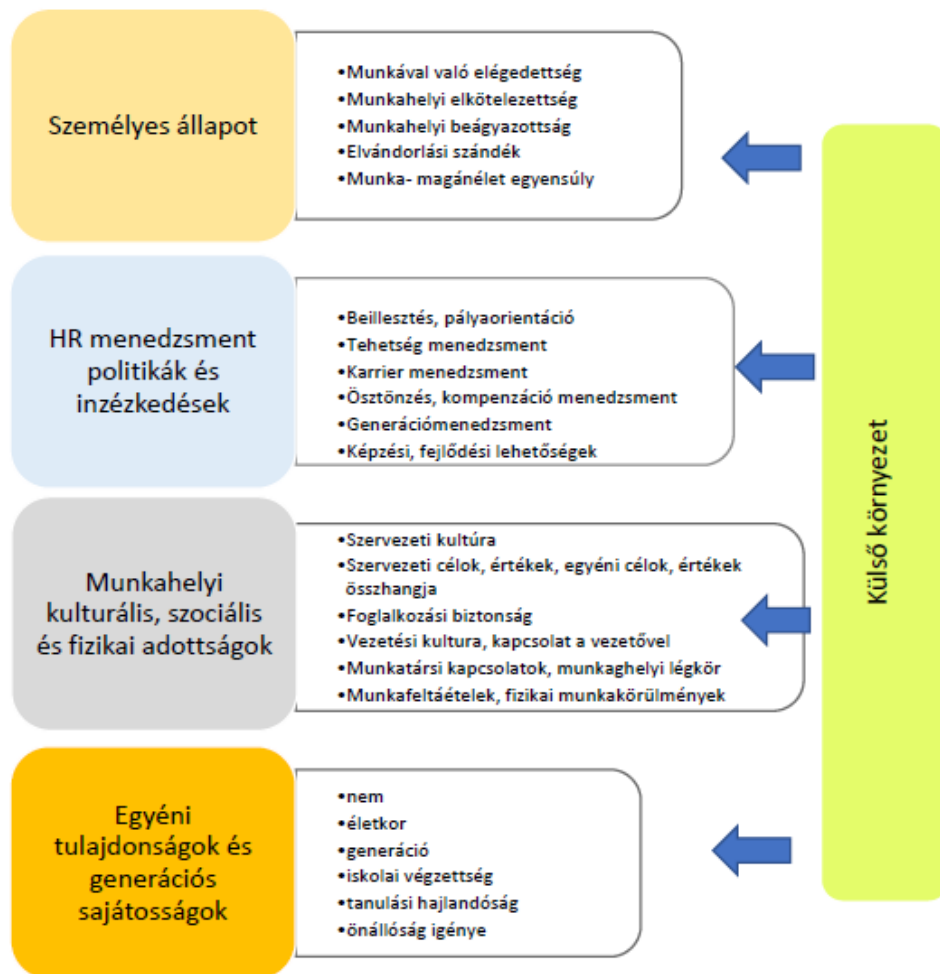 Személyes állapot
•Munkával való elégedettség
•Munkahelyi elkötelezettség
•Munkahelyi beágyazottság
•Elvándorlási szándék
•Munka- magánélet egyensúly
HR menedzsment
politikák és
inzézkedések
•Beillesztés, pályaorientáció
•Tehetség menedzsment
•Karrier menedzsment
•Ösztönzés, kompenzáció menedzsment
•Generációmenedzsment
•Képzési, fejlődési lehetőségek
Munkahelyi
kulturális, szociális
és fizikai adottságok
•Szervezeti kultúra
•Szervezeti célok, értékek, egyéni célok, értékek
összhangja
•Foglalkozási biztonság
•Vezetési kultura, kapcsolat a vezetővel
•Munkatársi kapcsolatok, munkaghelyi légkör
•Munkafeltáételek, fizikai munkakörülmények
Egyéni
tulajdonságok és
generációs
sajátosságok
•nem
•életkor
•generáció
•iskolai végzettség
•tanulási hajlandóság
•önállóság igénye
Külső környezet